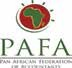 PAFA
PAN AFRICAN FEDERATION
OF ACCOUNTANTS